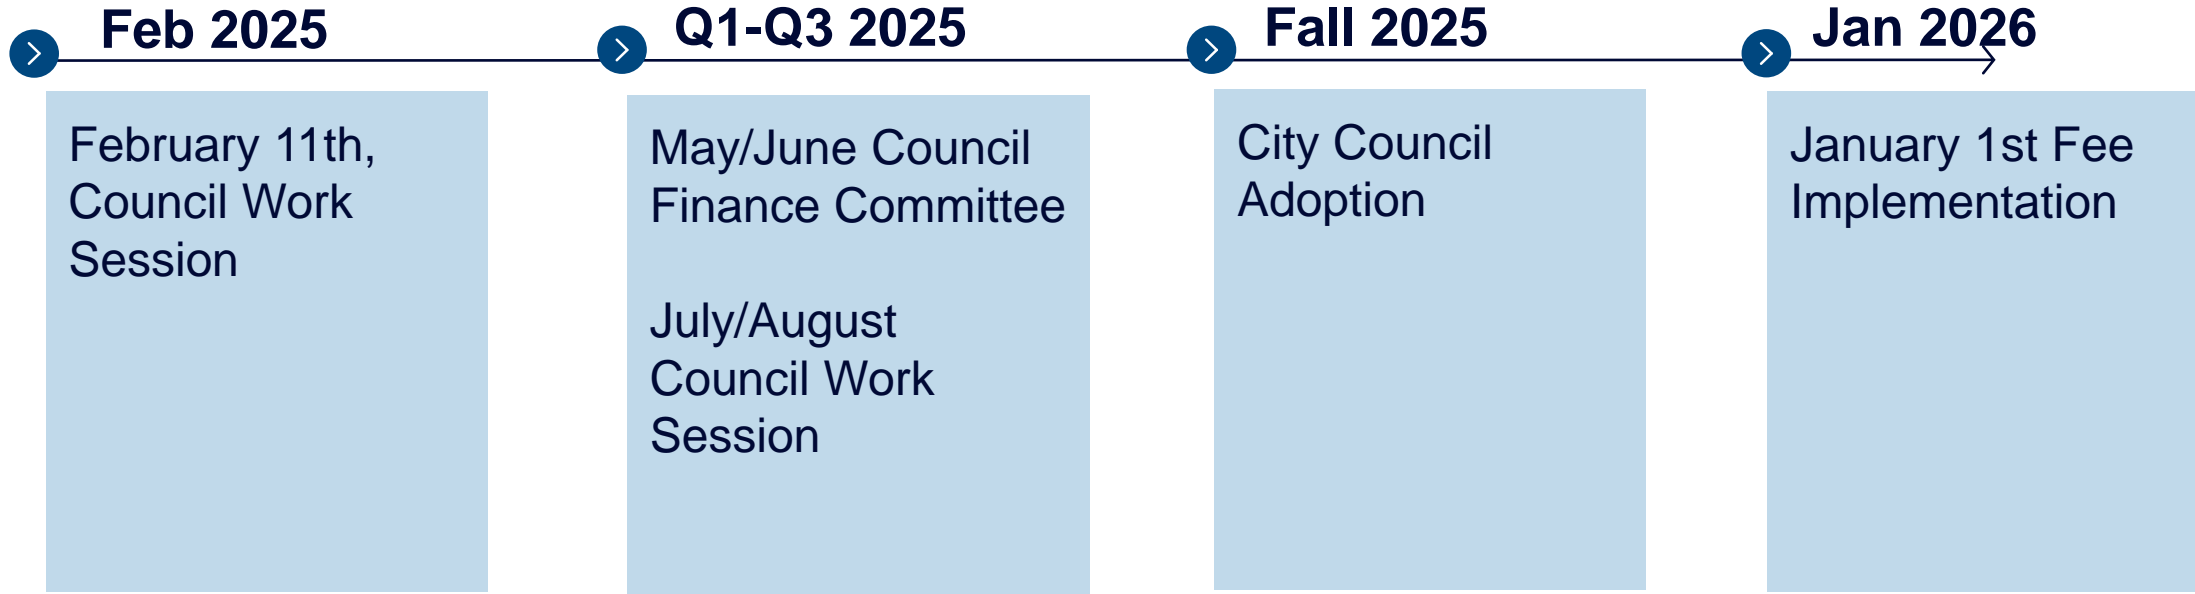 Feb 2025
February 11th,
Council Work
Session
Q1-Q3 2025
May/June Council
Finance Committee
July/August
Council Work
Session
Fall 2025
City Council
Adoption
Jan 2026
January 1st Fee
Implementation